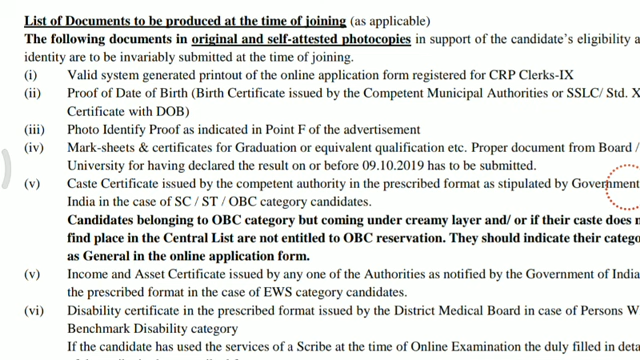 List of Documents to be produced at the time of joining (as applicable)
The following documents in original and self-attested photocopies in support of the candidate's eligibility a
identity are to be invariably submitted at the time of joining.
(i) Valid system generated printout of the online application form registered for CRP Clerks-IX
(ii) Proof of Date of Birth (Birth Certificate issued by the Competent Municipal Authorities or SSLC/ Std. X
Certificate with DOB)
(iii) Photo Identify Proof as indicated in Point F of the advertisement
(iv) Mark-sheets & certificates for Graduation or equivalent qualification etc. Proper document from Board /
University for having declared the result on or before 09.10.2019 has to be submitted.
(v) Caste Certificate issued by the competent authority in the prescribed format as stipulated by Government
India in the case of SC / ST / OBC category candidates.
Candidates belonging to OBC category but coming under creamy layer and/ or if their caste does n
find place in the Central List are not entitled to OBC reservation. They should indicate their catego
as General in the online application form.
(v) Income and Asset Certificate issued by any one of the Authorities as notified by the Government of India
the prescribed format in the case of EWS category candidates.
(vi) Disability certificate in the prescribed format issued by the District Medical Board in case of Persons W
Benchmark Disability category
If the candidate has used the services of a Scribe at the time of Online Examination the duly filled in deta